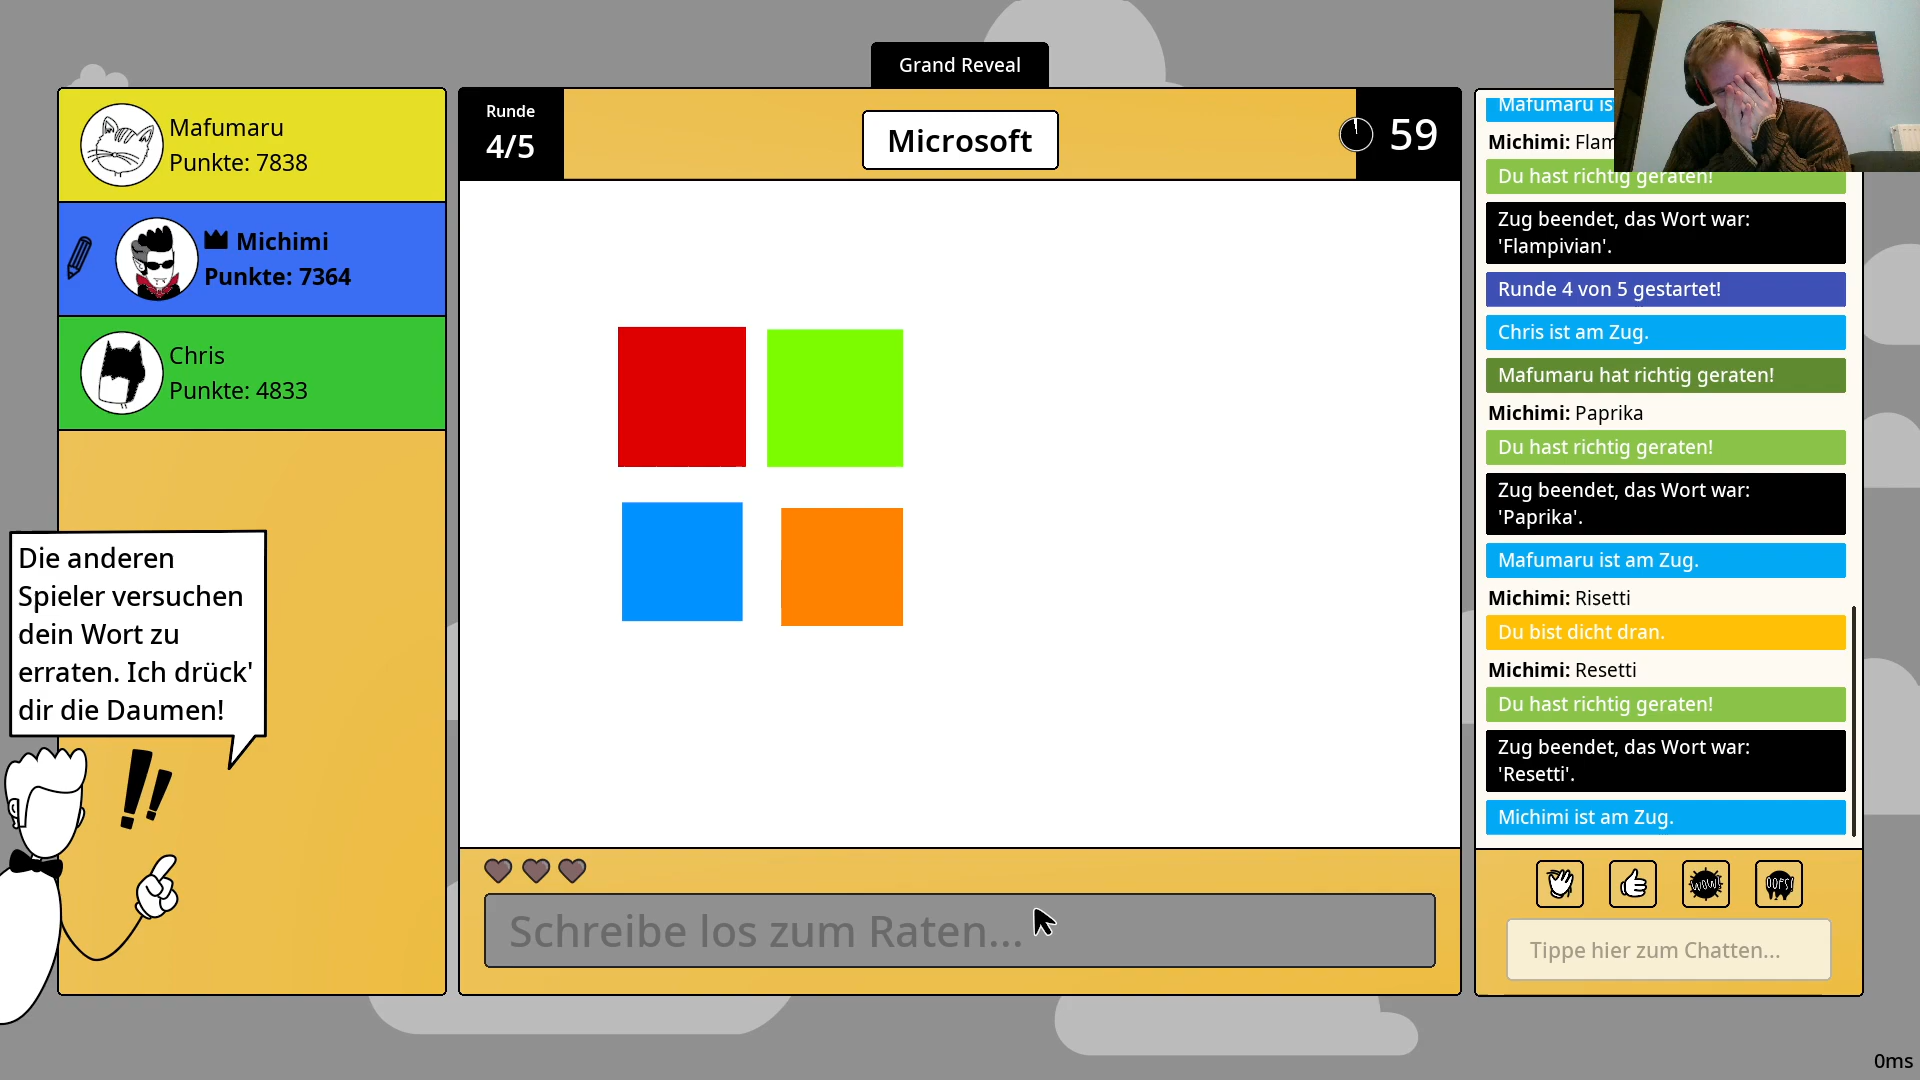 Grand Reveal
Runde
4/5
Microsoft
59
Mafumaru
Punkte: 7838
Michimi
Punkte: 7364
Chris
Punkte: 4833
Die anderen
Spieler versuchen
dein Wort zu
erraten. Ich drück'
dir die Daumen!
Schreibe los zum Raten...
Mafumaru is
Michimi: Flam
Du hast richtig geraten!
Zug beendet, das Wort war:
'Flampivian'.
Runde 4 von 5 gestartet!
Chris ist am Zug.
Mafumaru hat richtig geraten!
Michimi: Paprika
Du hast richtig geraten!
Zug beendet, das Wort war:
'Paprika'.
Mafumaru ist am Zug.
Michimi: Risetti
Du bist dicht dran.
Michimi: Resetti
Du hast richtig geraten!
Zug beendet, das Wort war:
'Resetti'.
Michimi ist am Zug.
WOW!
OOPS!
Tippe hier zum Chatten...
0ms